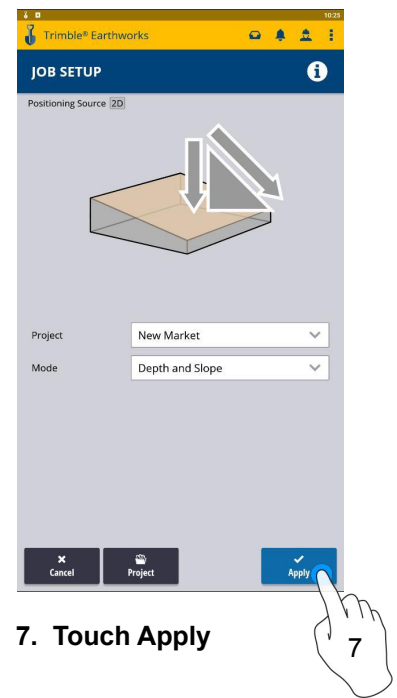 10:25
Trimble® Earthworks
JOB SETUP
Positioning Source 2D
Project New Market
Mode Depth and Slope
Cancel Project Apply
7. Touch Apply
7